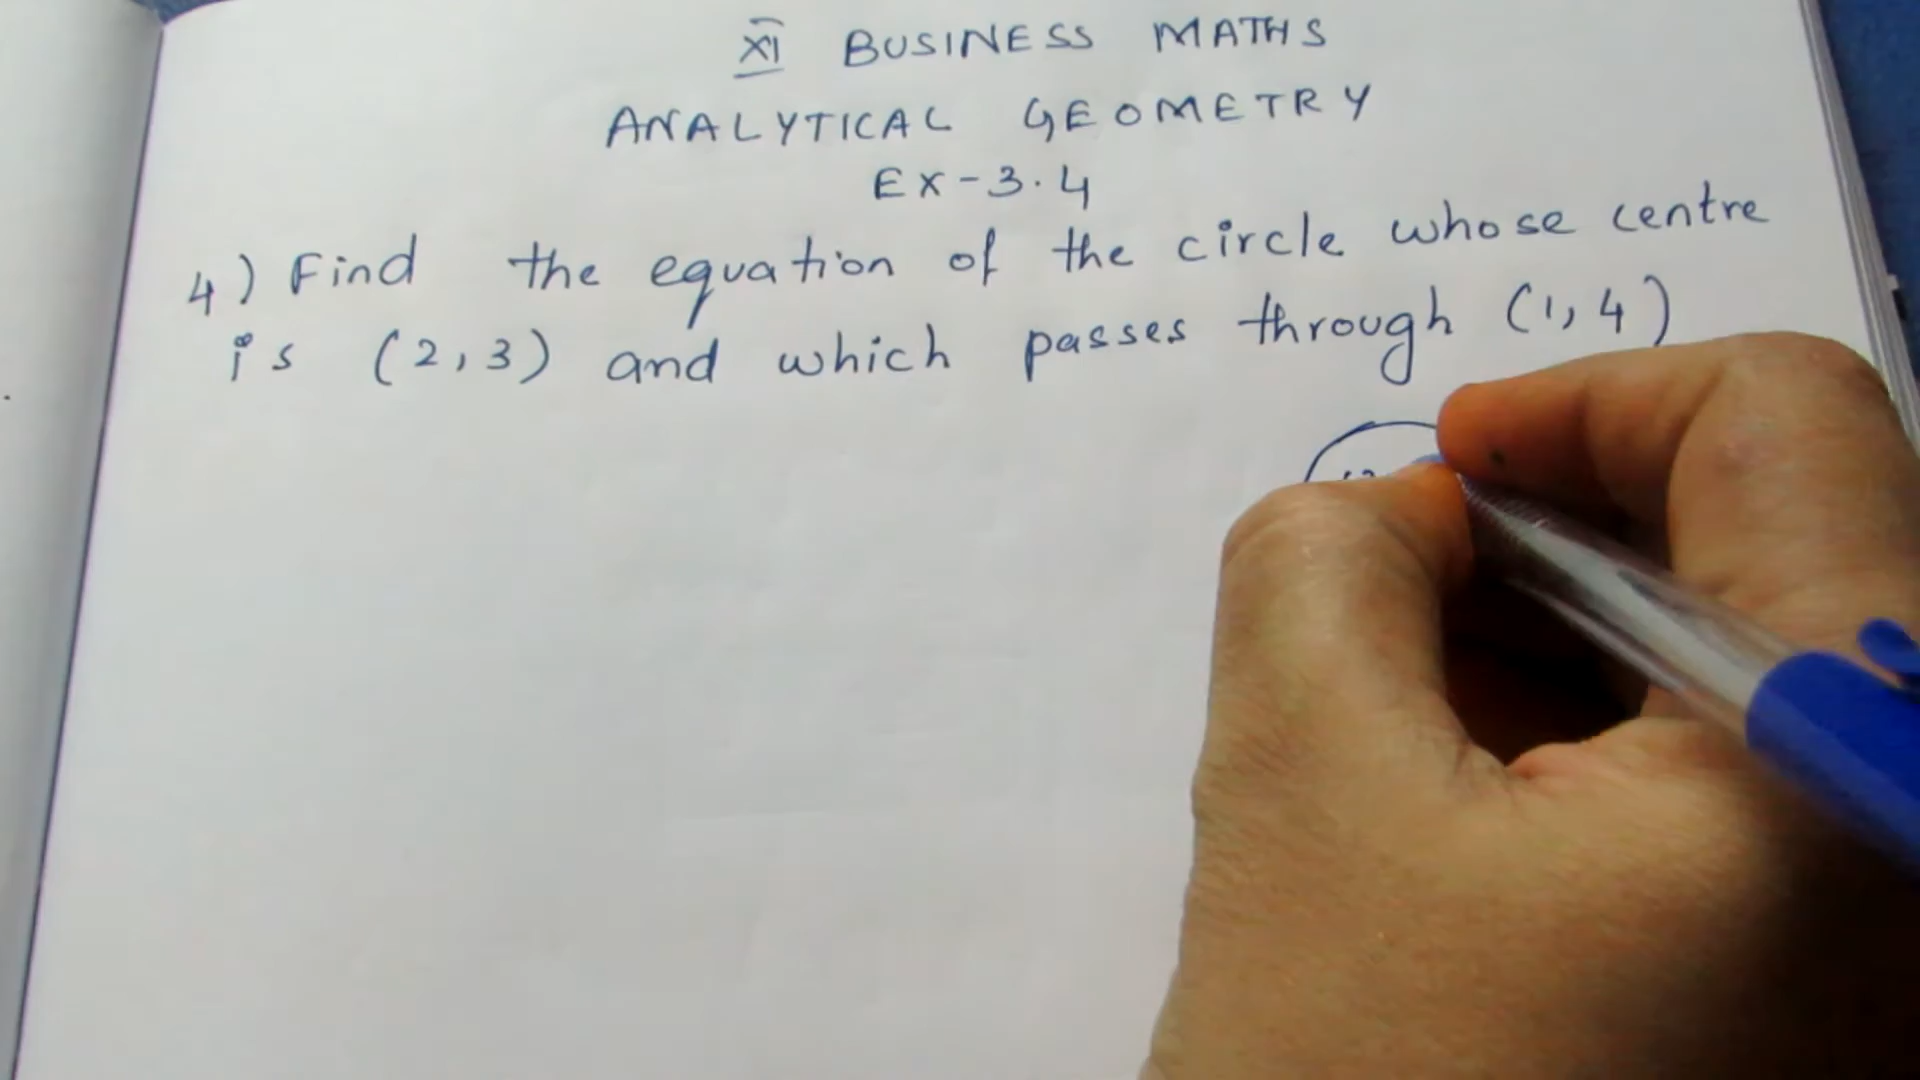 XI BUSINESS MATHS
ANALYTICAL GEOMETRY
EX-3.4
4) Find the equation of the circle whose centre
is (2,3) and which passes through (1,4)